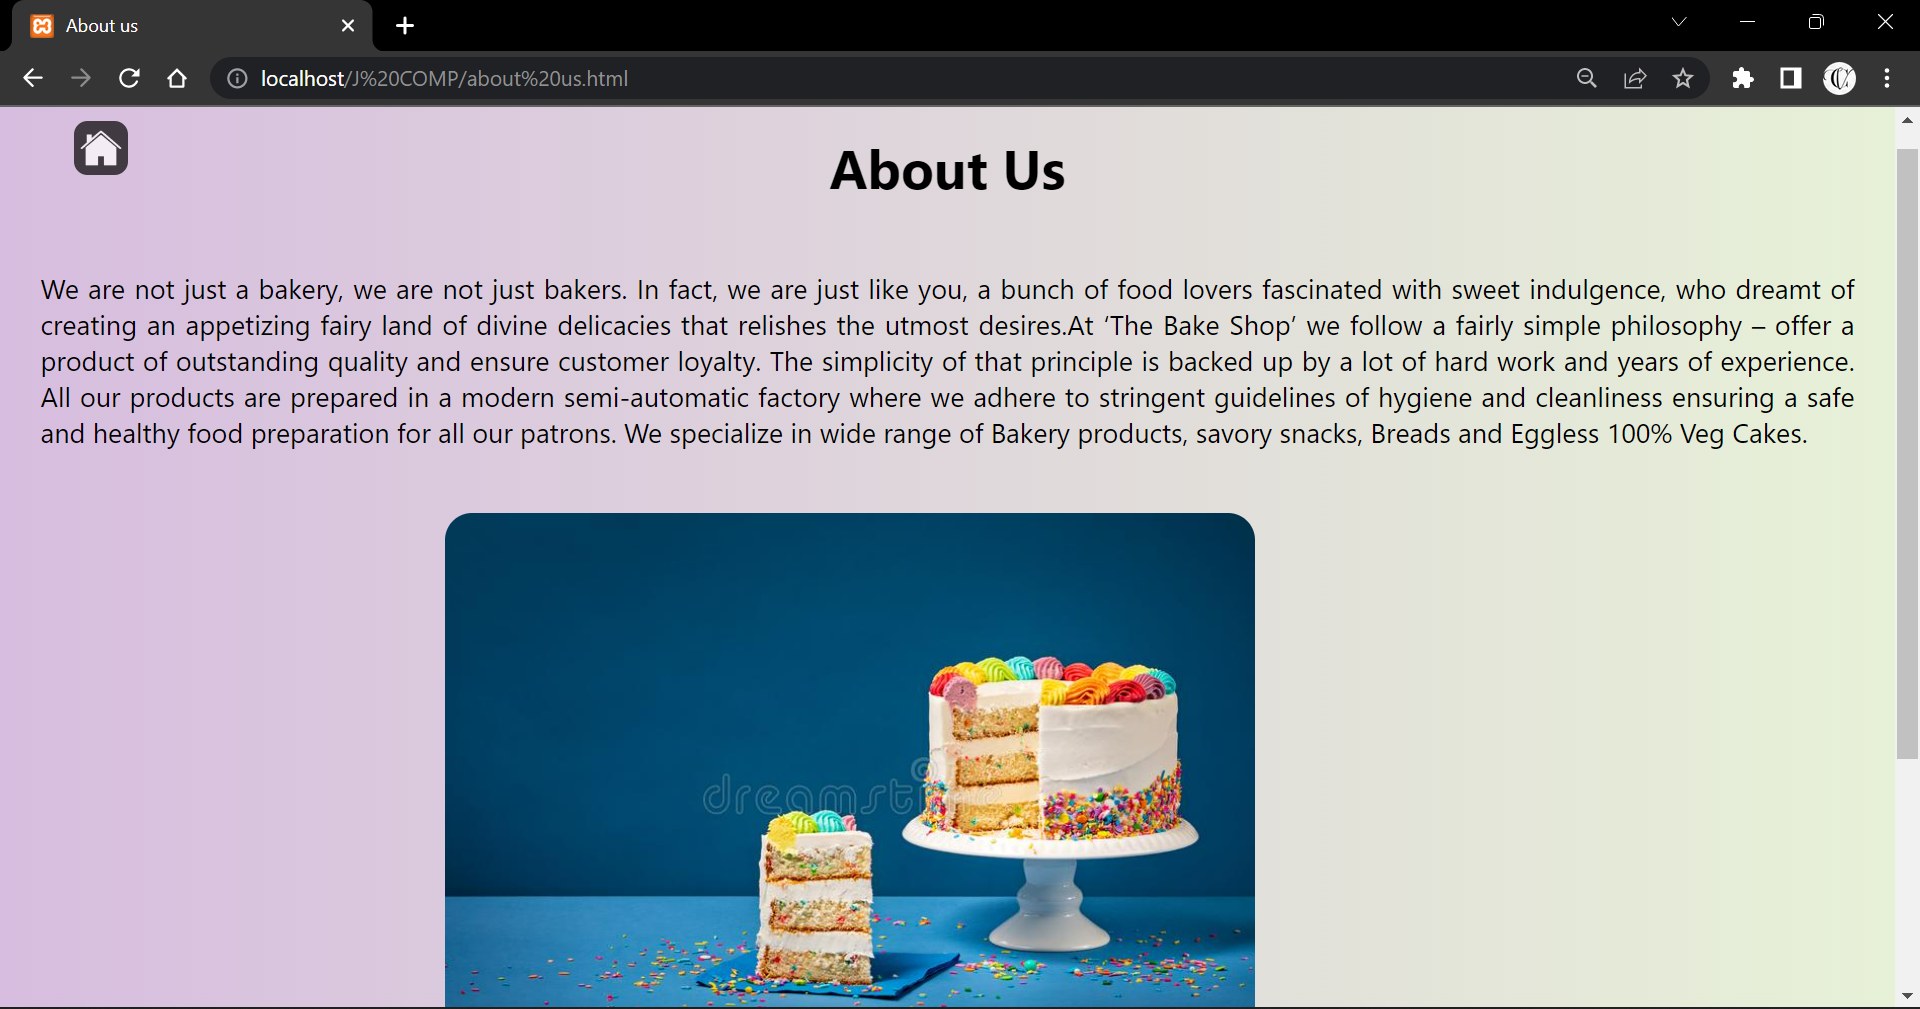 About us
localhost/J%20COMP/about%20us.html
About Us
We are not just a bakery, we are not just bakers. In fact, we are just like you, a bunch of food lovers fascinated with sweet indulgence, who dreamt of
creating an appetizing fairy land of divine delicacies that relishes the utmost desires.At ‘The Bake Shop’ we follow a fairly simple philosophy – offer a
product of outstanding quality and ensure customer loyalty. The simplicity of that principle is backed up by a lot of hard work and years of experience.
All our products are prepared in a modern semi-automatic factory where we adhere to stringent guidelines of hygiene and cleanliness ensuring a safe
and healthy food preparation for all our patrons. We specialize in wide range of Bakery products, savory snacks, Breads and Eggless 100% Veg Cakes.